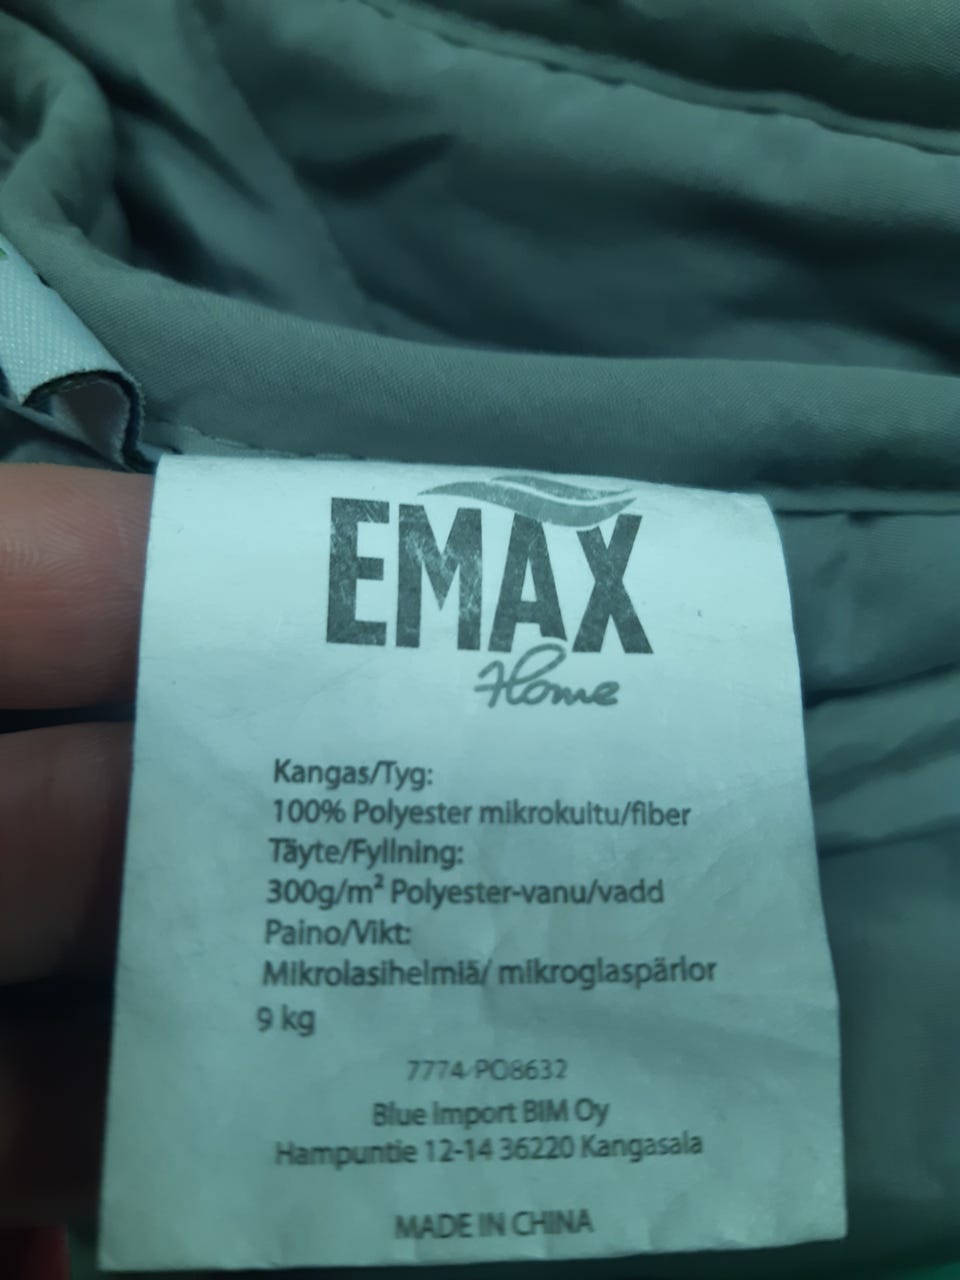 EMAX
Home
Kangas/Tyg:
100% Polyester mikrokuitu/fiber
Täyte/Fyllning:
300g/m² Polyester-vanu/vadd
Paino/Vikt:
Mikrolasihelmiä/ mikroglaspärlor
9 kg
7774-PO8632
Blue Import BIM Oy
Hampuntie 12-14 36220 Kangasala
MADE IN CHINA